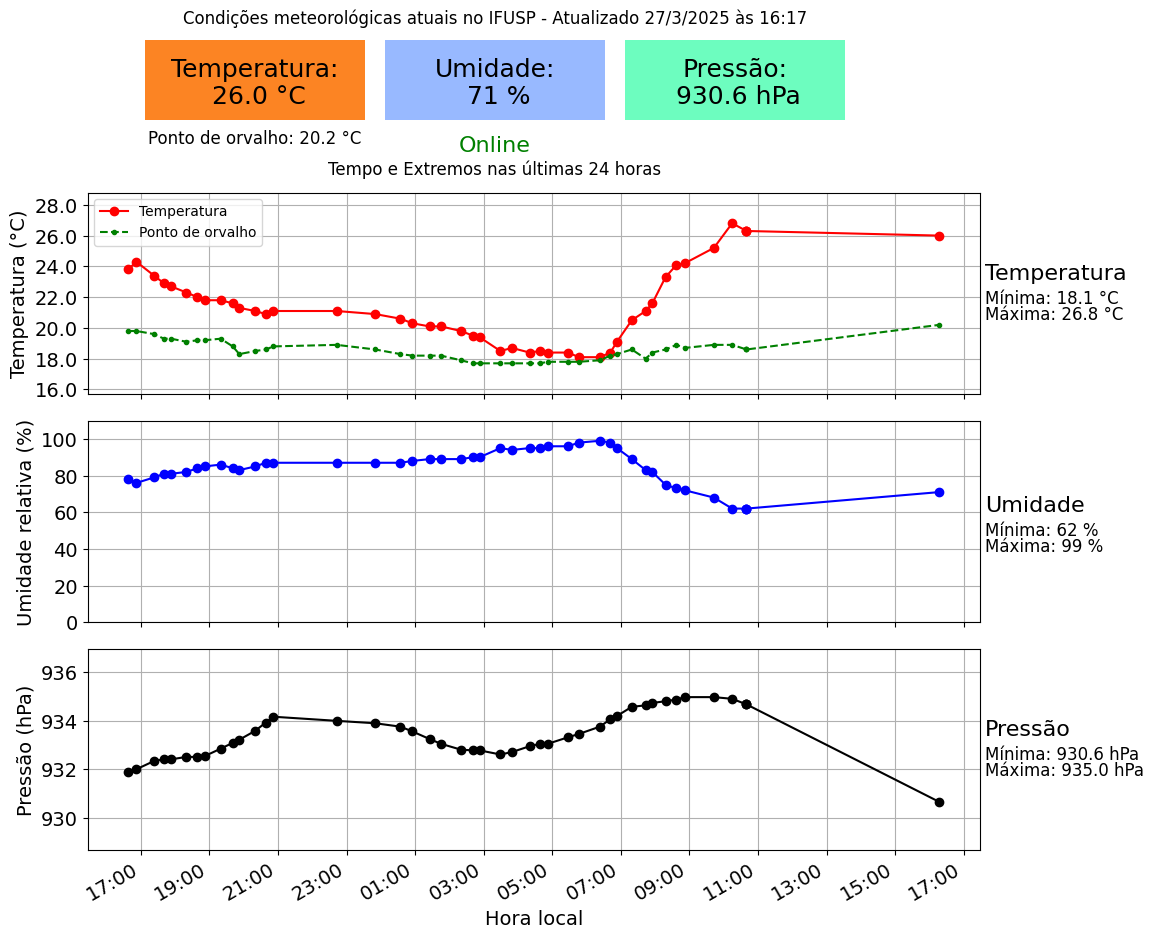 Condições meteorológicas atuais no IFUSP - Atualizado 27/3/2025 às 16:17
Temperatura:
26.0 °C
Umidade:
71 %
Pressão:
930.6 hPa
Ponto de orvalho: 20.2 °C
Online
Tempo e Extremos nas últimas 24 horas
Temperatura (°C)
28.0
26.0
24.0
22.0
20.0
18.0
16.0
Temperatura
Ponto de orvalho
Temperatura
Mínima: 18.1 °C
Máxima: 26.8 °C
Umidade relativa (%)
100
80
60
40
20
0
Umidade
Mínima: 62 %
Máxima: 99 %
Pressão (hPa)
936
934
932
930
Pressão
Mínima: 930.6 hPa
Máxima: 935.0 hPa
17:00
19:00
21:00
23:00
01:00
03:00
05:00
07:00
09:00
11:00
13:00
15:00
17:00
Hora local